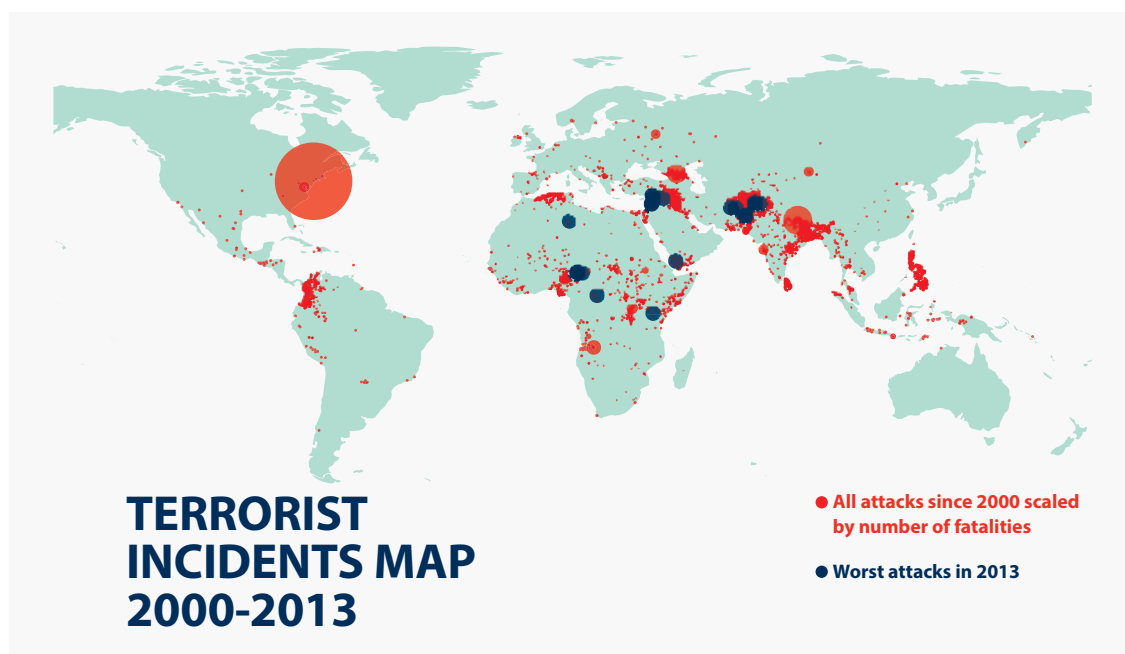 TERRORIST
INCIDENTS MAP
2000-2013
All attacks since 2000 scaled
by number of fatalities
Worst attacks in 2013